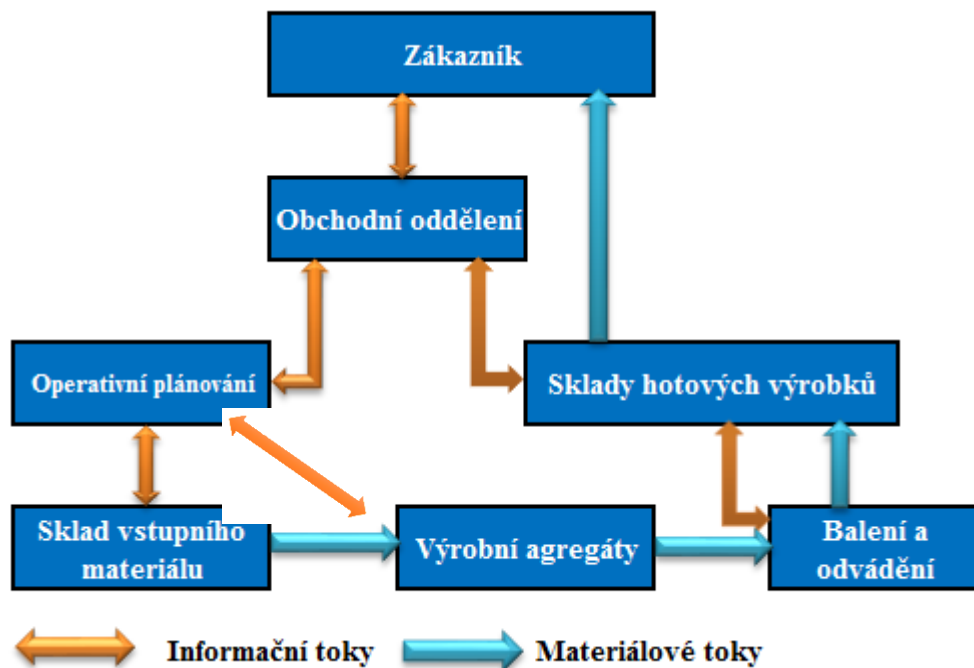 Zákazník
Obchodní oddělení
Operativní plánování
Sklady hotových výrobků
Sklad vstupního
materiálu
Výrobní agregáty
Balení a
odvádění
Informační toky
Materiálové toky